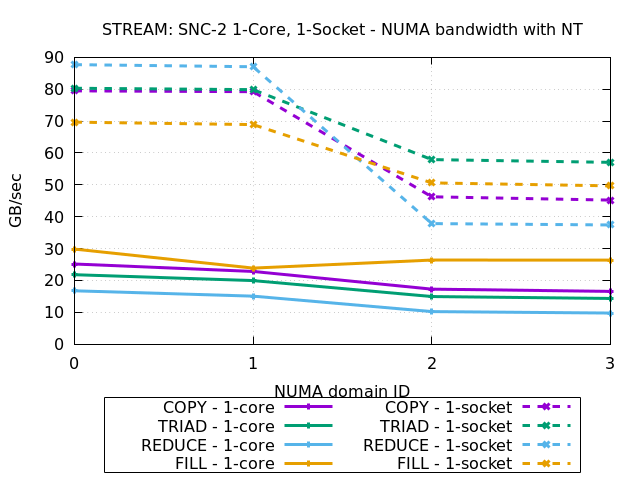 STREAM: SNC-2 1-Core, 1-Socket - NUMA bandwidth with NT
90
80
70
60
50
40
30
20
10
0
GB/sec
0 1 2 3
NUMA domain ID
COPY - 1-core COPY - 1-socket
TRIAD - 1-core TRIAD - 1-socket
REDUCE - 1-core REDUCE - 1-socket
FILL - 1-core FILL - 1-socket